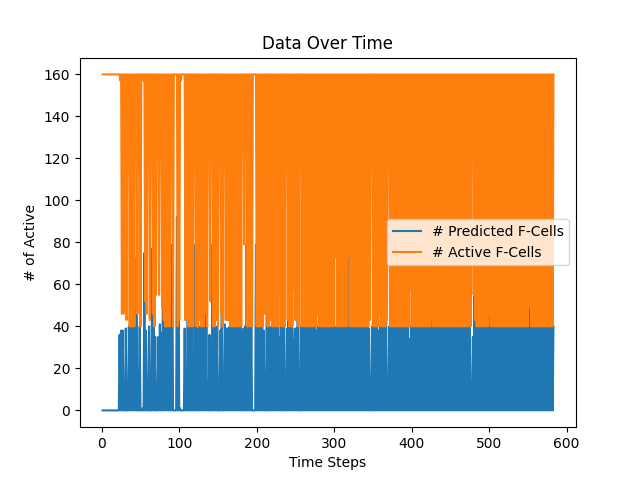 Data Over Time
160
140
120
100
80
60
40
20
0
# of Active
# Predicted F-Cells
# Active F-Cells
0 100 200 300 400 500 600
Time Steps